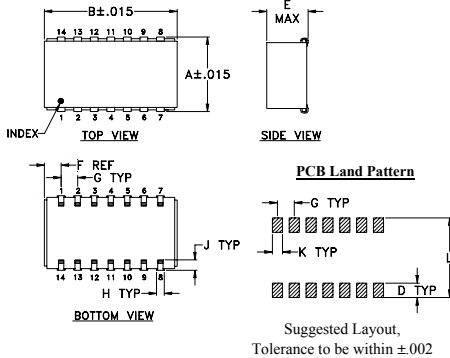 B±.015
E
MAX
14 13 12 11 10 9 8
A±.015
INDEX
1 2 3 4 5 6 7
TOP VIEW
SIDE VIEW
F REF
G TYP
1 2 3 4 5 6 7
J TYP
14 13 12 11 10 9 8
H TYP
BOTTOM VIEW
PCB Land Pattern
G TYP
K TYP
L
D TYP
Suggested Layout,
Tolerance to be within ±.002